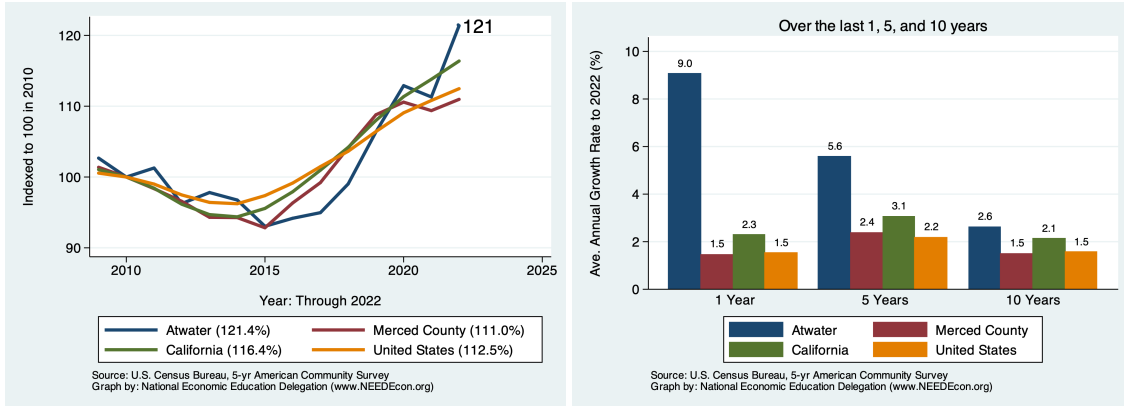 121
120
110
100
90
Indexed to 100 in 2010
2010
2015
2020
2025
Year: Through 2022
Atwater (121.4%)
Merced County (111.0%)
California (116.4%)
United States (112.5%)
Source: U.S. Census Bureau, 5-yr American Community Survey
Graph by: National Economic Education Delegation (www.NEEDEcon.org)
Over the last 1, 5, and 10 years
Ave. Annual Growth Rate to 2022 (%)
10
8
6
4
2
0
9.0
1.5
2.3
1.5
5.6
2.4
3.1
2.2
2.6
1.5
2.1
1.5
1 Year
5 Years
10 Years
Atwater
Merced County
California
United States
Source: U.S. Census Bureau, 5-yr American Community Survey
Graph by: National Economic Education Delegation (www.NEEDEcon.org)